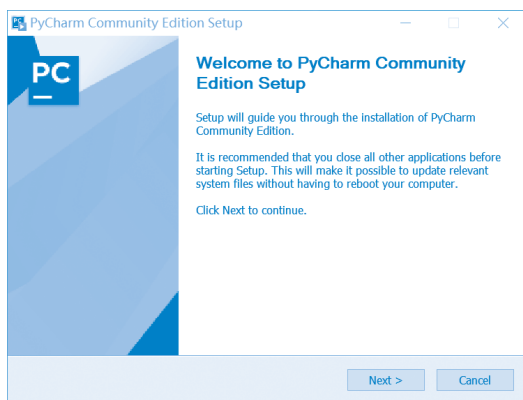 PyCharm Community Edition Setup
PC
Welcome to PyCharm Community
Edition Setup
Setup will guide you through the installation of PyCharm
Community Edition.
It is recommended that you close all other applications before
starting Setup. This will make it possible to update relevant
system files without having to reboot your computer.
Click Next to continue.
Next >
Cancel